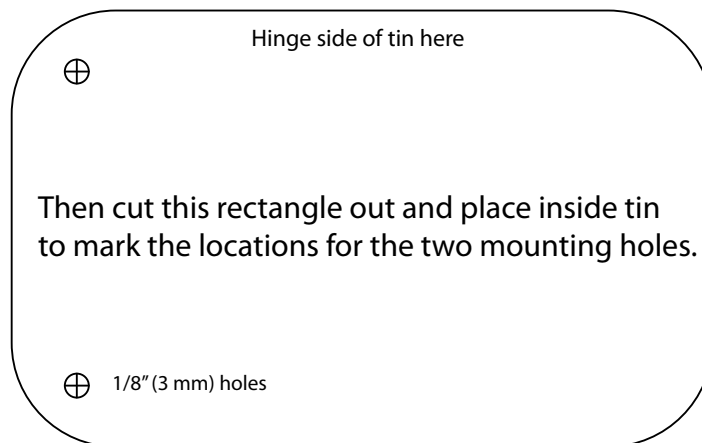 Hinge side of tin here
Then cut this rectangle out and place inside tin
to mark the locations for the two mounting holes.
1/8” (3 mm) holes